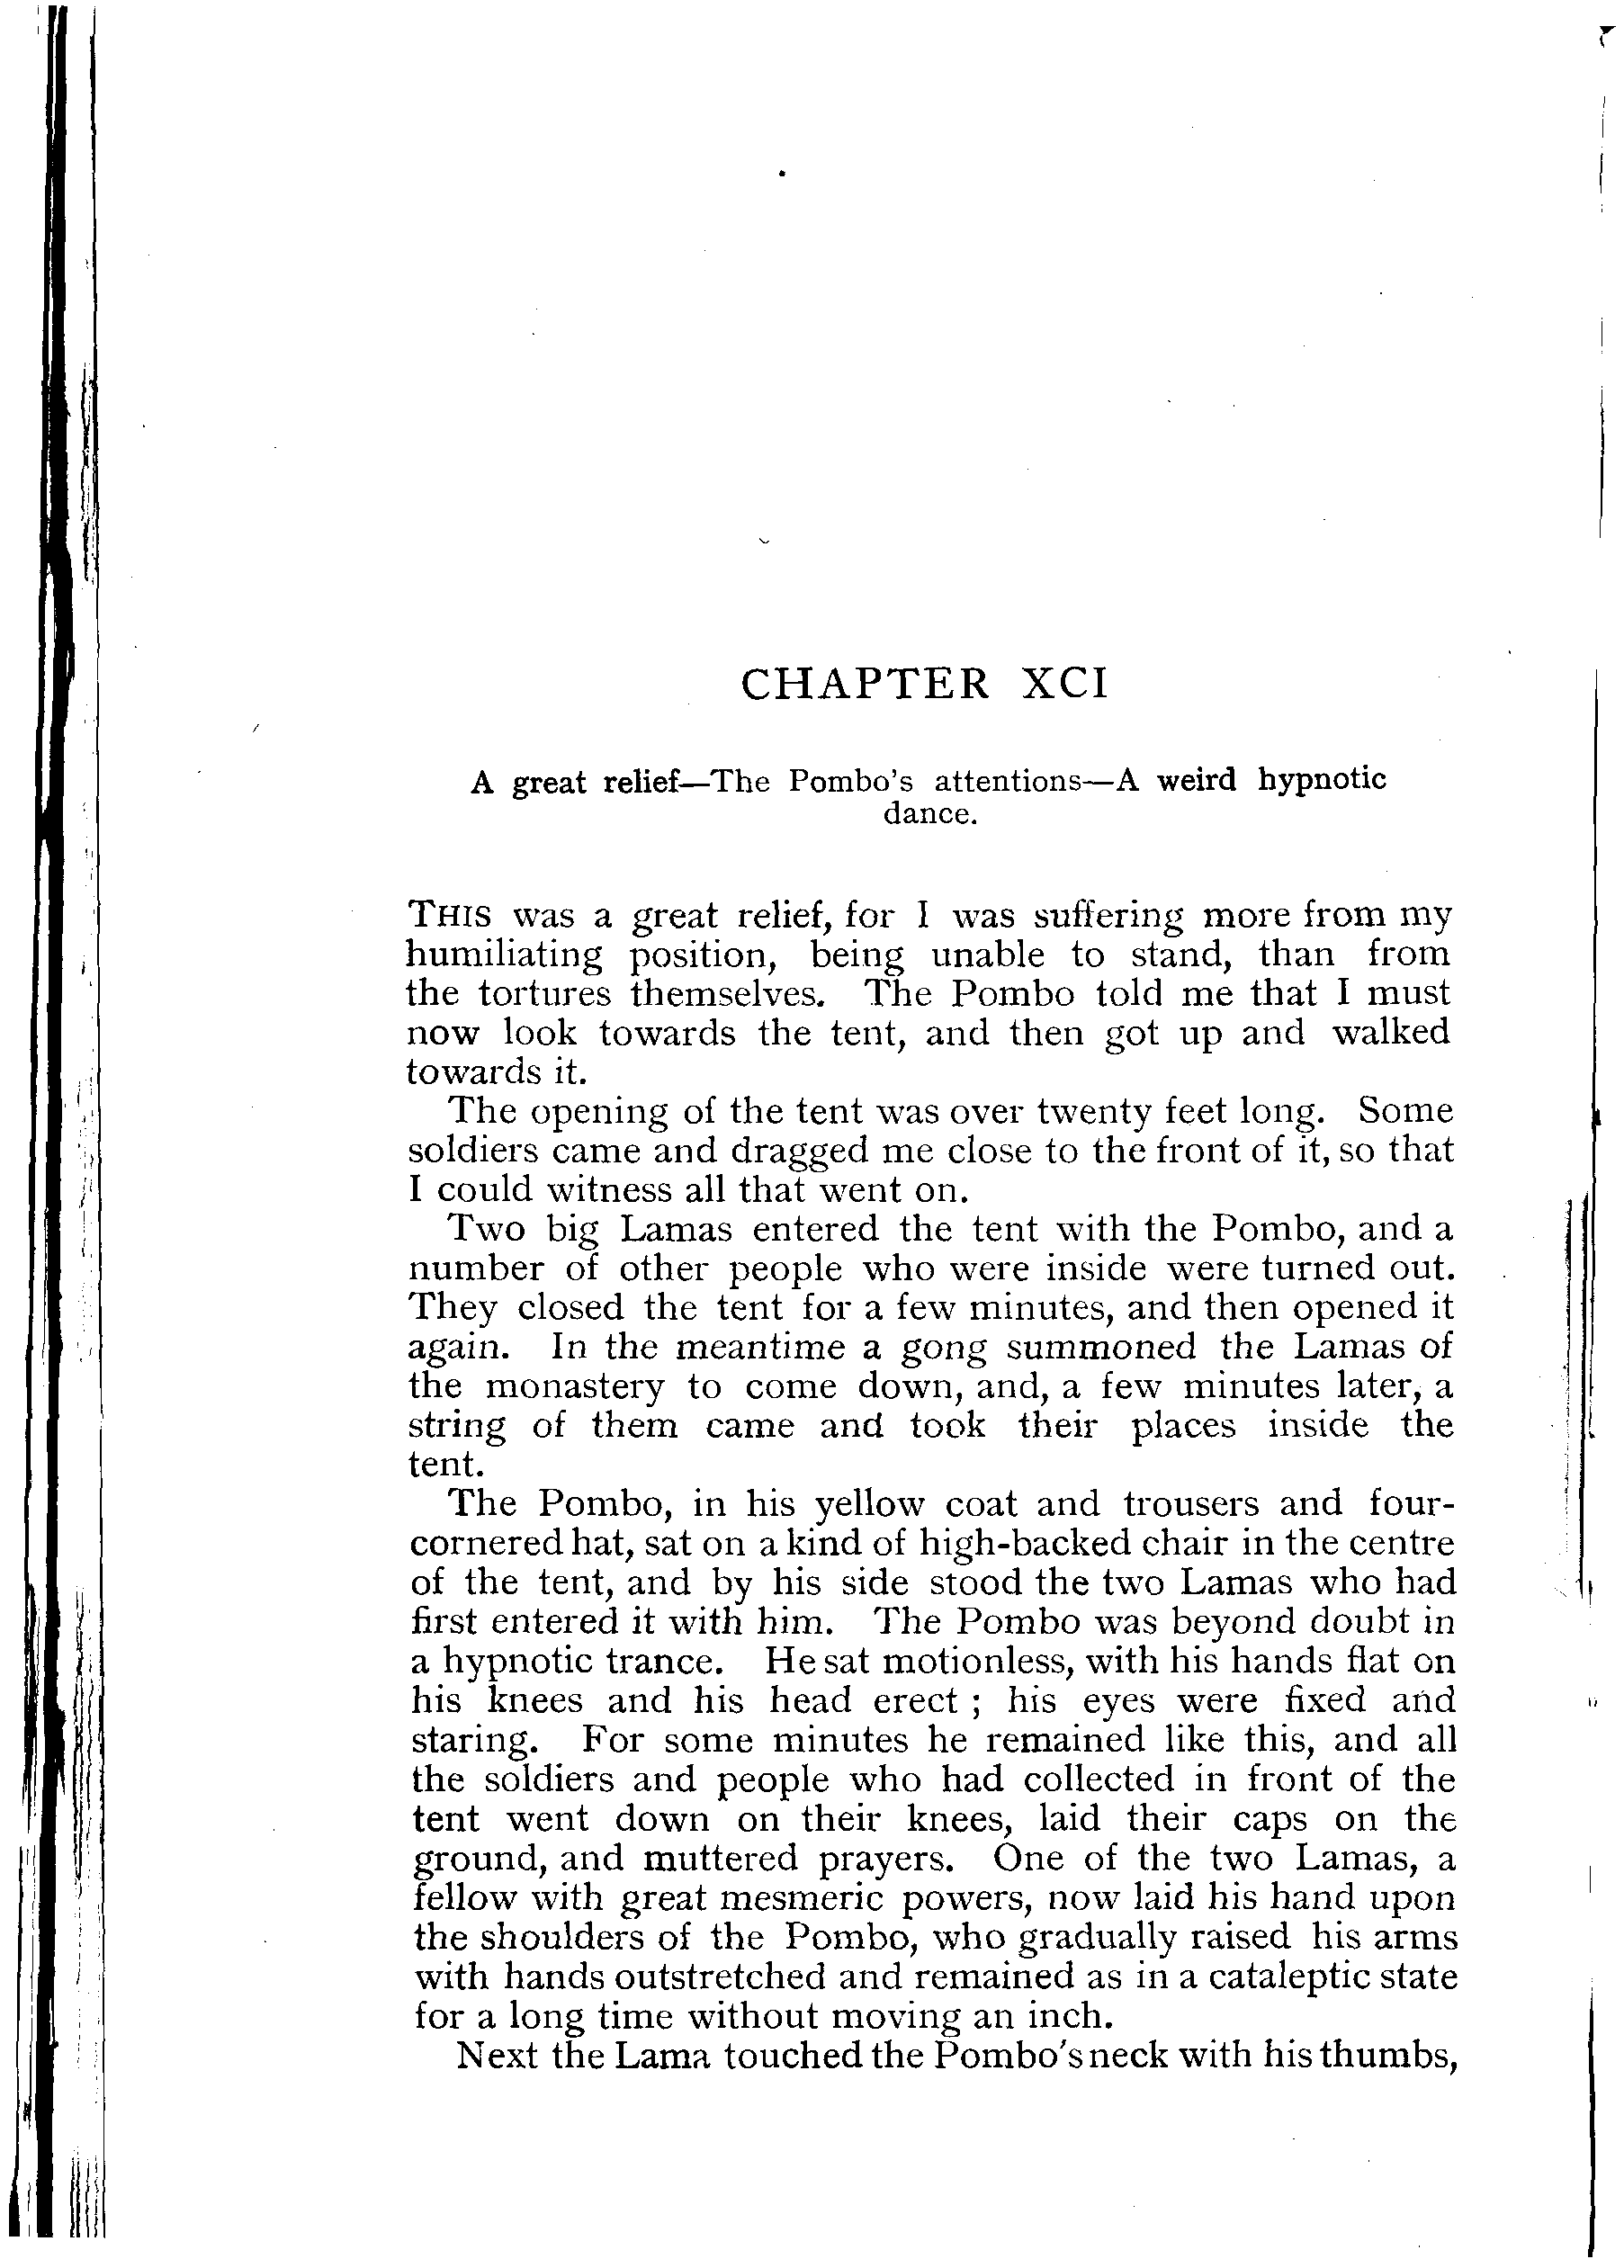 CHAPTER XCI
A great relief—The Pombo's attentions—A weird hypnotic
dance.
THIS was a great relief, for I was suffering more from my
humiliating position, being unable to stand, than from
the tortures themselves. The Pombo told me that I must
now look towards the tent, and then got up and walked
towards it.
The opening of the tent was over twenty feet long. Some
soldiers came and dragged me close to the front of it, so that
I could witness all that went on.
Two big Lamas entered the tent with the Pombo, and a
number of other people who were inside were turned out.
They closed the tent for a few minutes, and then opened it
again. In the meantime a gong summoned the Lamas of
the monastery to come down, and, a few minutes later, a
string of them came and took their places inside the
tent.
The Pombo, in his yellow coat and trousers and four-
cornered hat, sat on a kind of high-backed chair in the centre
of the tent, and by his side stood the two Lamas who had
first entered it with him. The Pombo was beyond doubt in
a hypnotic trance. He sat motionless, with his hands flat on
his knees and his head erect ; his eyes were fixed and
staring. For some minutes he remained like this, and all
the soldiers and people who had collected in front of the
tent went down on their knees, laid their caps on the
ground, and muttered prayers. One of the two Lamas, a
fellow with great mesmeric powers, now laid his hand upon
the shoulders of the Pombo, who gradually raised his arms
with hands outstretched and remained as in a cataleptic state
for a long time without moving an inch.
Next the Lama touched the Pombo's neck with his thumbs,